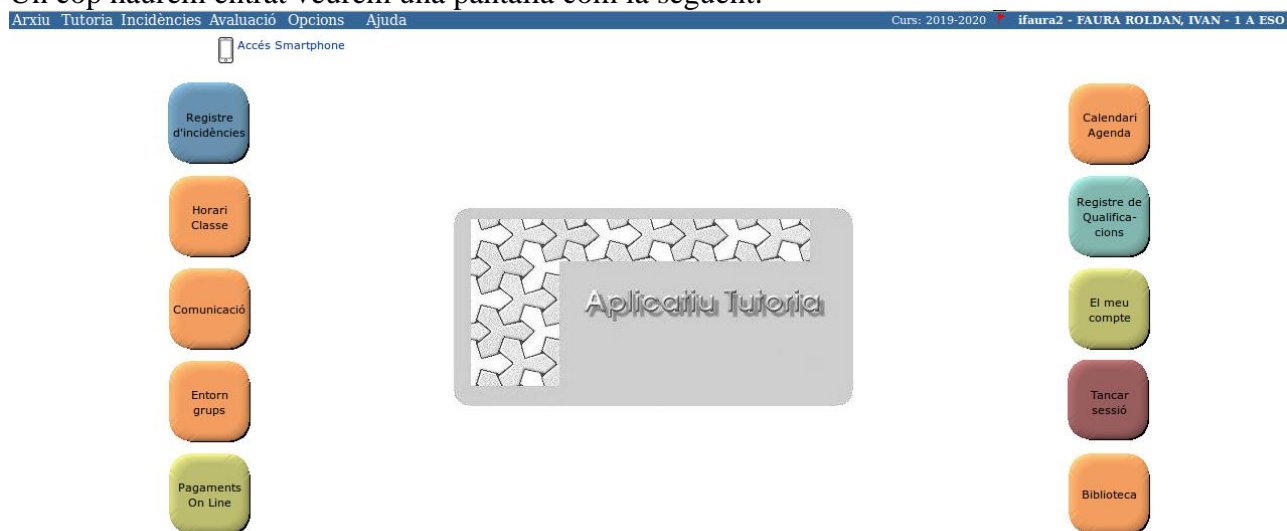 Un cop haurem entrat veurem una pantalla com la següent:
Arxiu Tutoria Incidències Avaluació Opcions Ajuda
Curs: 2019-2020 ifaura2 - FAURA ROLDAN, IVAN - 1 A ESO
Accés Smartphone
Registre
d'incidències
Horari
Classe
Comunicació
Entorn
grups
Pagaments
On Line
Aplicatiu Tutoria
Calendari
Agenda
Registre de
Qualifica-
cions
El meu
compte
Tancar
sessió
Biblioteca